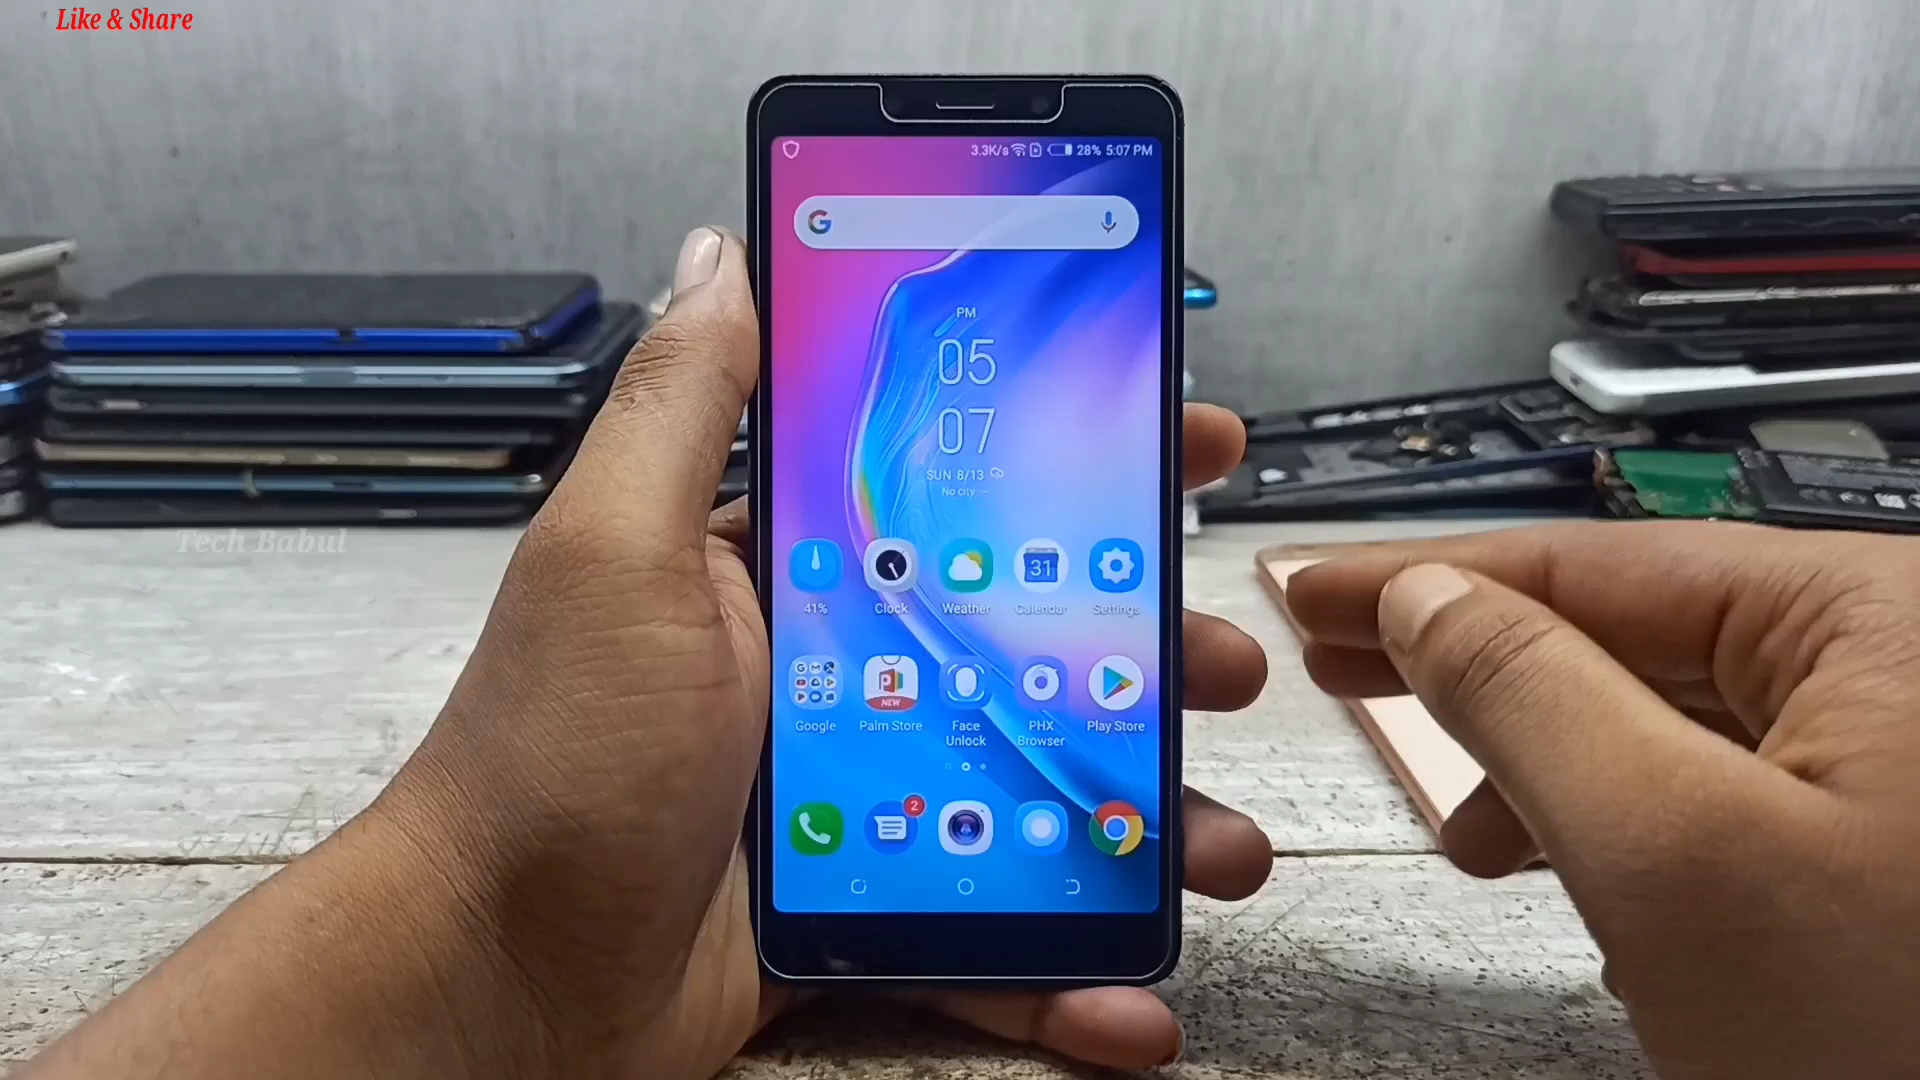 Like & Share
3.3K/s 28% 5:07 PM
PM
05
07
SUN 8/13
No city
31
41%
Clock
Weather
Calendar
Settings
NEW
Google
Palm Store
Face
Unlock
PHX
Browser
Play Store
2
Tech Babul